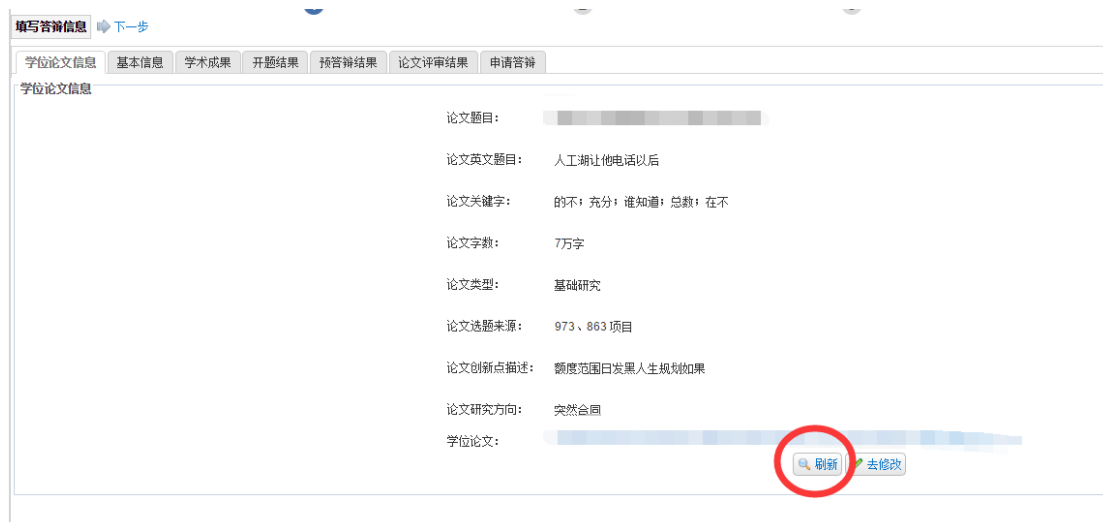 填写答辩信息 下一步
学位论文信息 基本信息 学术成果 开题结果 预答辩结果 论文评审结果 申请答辩
学位论文信息
论文题目:
论文英文题目: 人工湖让他电话以后
论文关键字: 的不;充分;谁知道;总数;在不
论文字数: 7万字
论文类型: 基础研究
论文选题来源: 973、863项目
论文创新点描述: 额度范围日发黑人生规划如果
论文研究方向: 突然合同
学位论文:
刷新 去修改